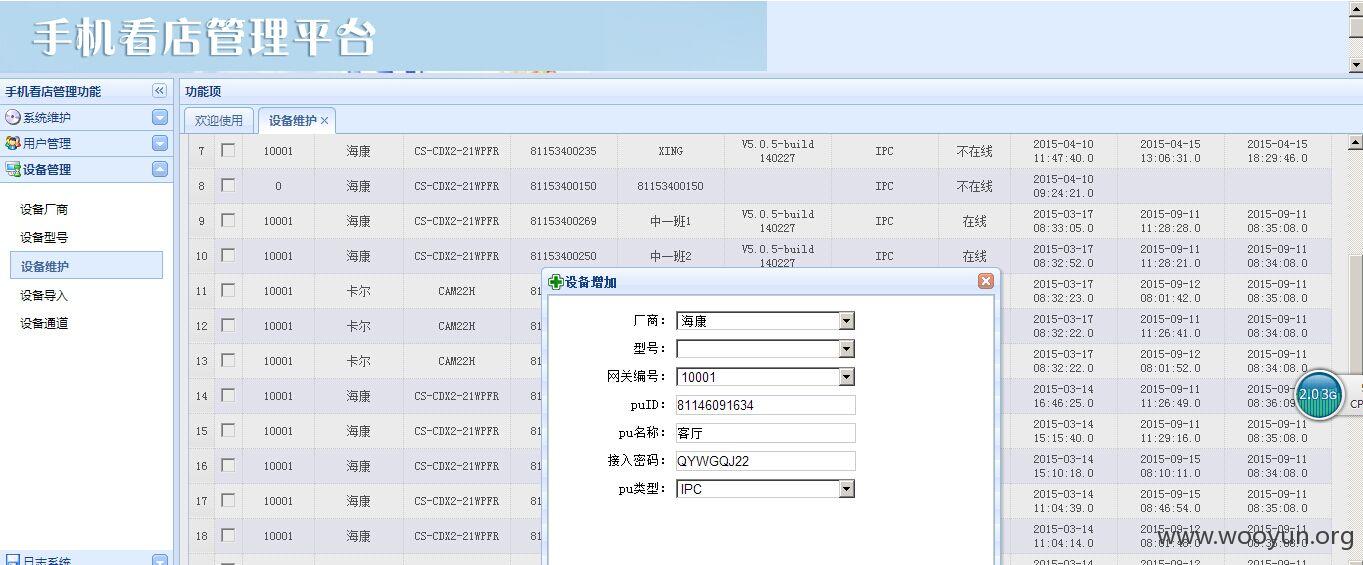 手机看店管理平台
手机看店管理功能
系统维护
用户管理
设备管理
设备厂商
设备型号
设备维护
设备导入
设备通道
日志系统
功能项
欢迎使用 设备维护
7 10001 海康 CS-CDX2-21WPFR 81153400235 XING V5.0.5-build 140227 IPC 不在线 2015-04-10 11:47:40.0 2015-04-15 13:06:31.0 2015-04-15 18:29:46.0
8 0 海康 CS-CDX2-21WPFR 81153400150 81153400150 IPC 不在线 2015-04-10 09:24:21.0
9 10001 海康 CS-CDX2-21WPFR 81153400269 中一班1 V5.0.5-build 140227 IPC 在线 2015-03-17 08:33:05.0 2015-09-11 11:28:28.0 2015-09-11 08:35:08.0
10 10001 海康 CS-CDX2-21WPFR 81153400250 中一班2 V5.0.5-build 140227 IPC 在线 2015-03-17 08:32:52.0 2015-09-11 11:28:21.0 2015-09-11 08:34:08.0
11 10001 卡尔 CAM22H 81 2015-03-17 08:32:23.0 2015-09-12 08:01:42.0 2015-09-11 08:35:08.0
12 10001 卡尔 CAM22H 81 2015-03-17 08:32:22.0 2015-09-11 11:26:41.0 2015-09-11 08:34:08.0
13 10001 卡尔 CAM22H 81 2015-03-17 08:32:22.0 2015-09-12 08:01:52.0 2015-09-11 08:34:08.0
14 10001 海康 CS-CDX2-21WPFR 81 2015-03-14 16:46:25.0 2015-09-11 11:26:49.0 2015-09- 08:36:09
15 10001 海康 CS-CDX2-21WPFR 81 2015-03-14 15:15:40.0 2015-09-11 11:29:16.0 2015-09-11 08:35:08.0
16 10001 海康 CS-CDX2-21WPFR 81 2015-03-14 15:10:18.0 2015-09-15 08:10:11.0 2015-09-11 08:34:08.0
17 10001 海康 CS-CDX2-21WPFR 81 2015-03-14 11:04:39.0 2015-09-15 08:46:54.0 2015-09-11 08:35:08.0
18 10001 海康 CS-CDX2-21WPFR 81 2015-03-14 11:04:14.0 2015-09-12 2015-09-11
设备增加
厂商： 海康
型号：
网关编号： 10001
puID： 81146091634
pu名称： 客厅
接入密码： QYWGQJ22
pu类型： IPC
2.03G
CP
www.wooyun.org